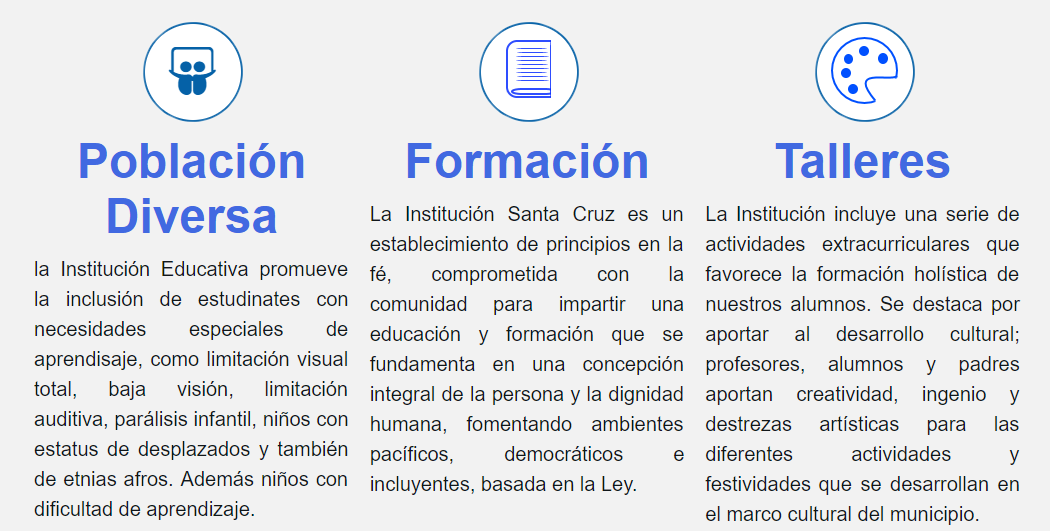 Población
Diversa
la Institución Educativa promueve
la inclusión de estudinates con
necesidades especiales de
aprendisaje, como limitación visual
total, baja visión, limitación
auditiva, parálisis infantil, niños con
estatus de desplazados y también
de etnias afros. Además niños con
dificultad de aprendizaje.
Formación
La Institución Santa Cruz es un
establecimiento de principios en la
fé, comprometida con la
comunidad para impartir una
educación y formación que se
fundamenta en una concepción
integral de la persona y la dignidad
humana, fomentando ambientes
pacíficos, democráticos e
incluyentes, basada en la Ley.
Talleres
La Institución incluye una serie de
actividades extracurriculares que
favorece la formación holística de
nuestros alumnos. Se destaca por
aportar al desarrollo cultural;
profesores, alumnos y padres
aportan creatividad, ingenio y
destrezas artísticas para las
diferentes actividades y
festividades que se desarrollan en
el marco cultural del municipio.